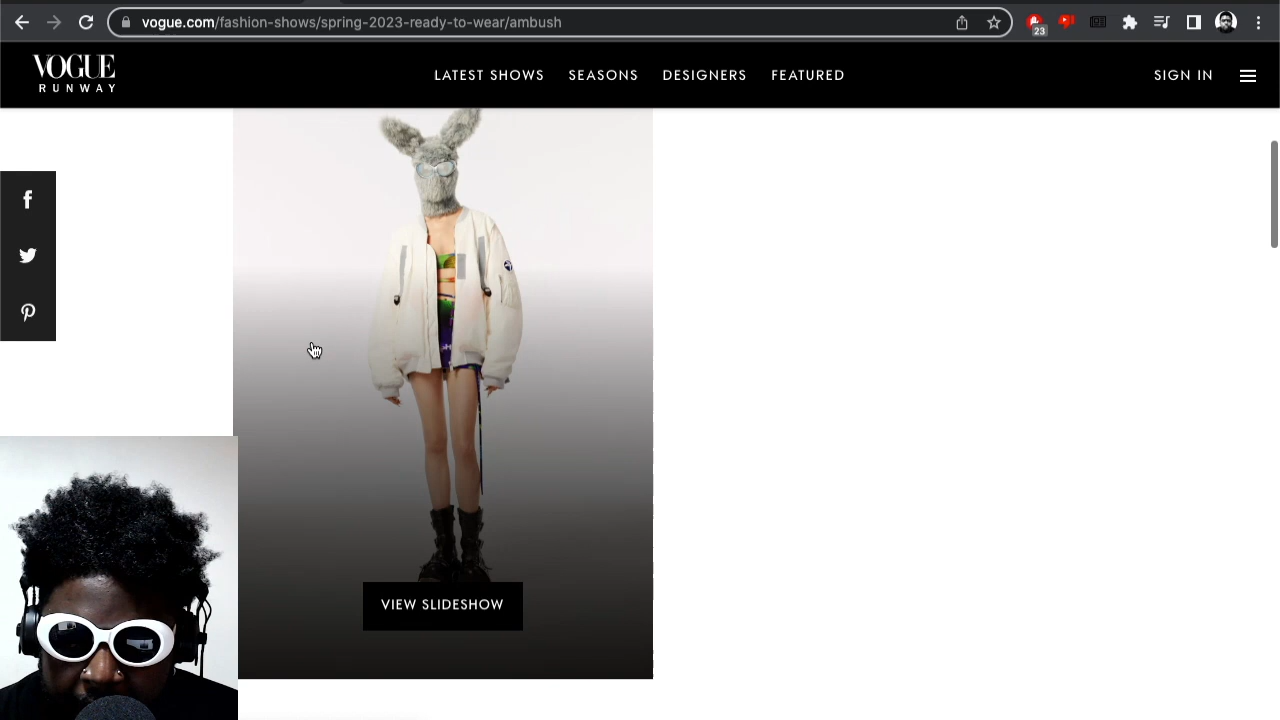 vogue.com/fashion-shows/spring-2023-ready-to-wear/ambush
23
VOGUE
RUNWAY
LATEST SHOWS SEASONS DESIGNERS FEATURED
SIGN IN
VIEW SLIDESHOW